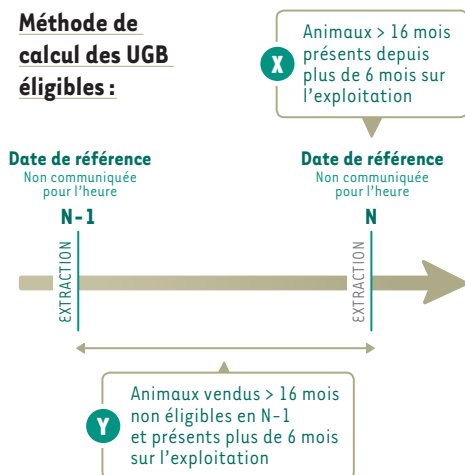 Méthode de
calcul des UGB
éligibles :
X
Animaux > 16 mois
présents depuis
plus de 6 mois sur
l'exploitation
Date de référence
Non communiquée
pour l'heure
N-1
EXTRACTION
Date de référence
Non communiquée
pour l'heure
N
EXTRACTION
Y
Animaux vendus > 16 mois
non éligibles en N-1
et présents plus de 6 mois
sur l'exploitation